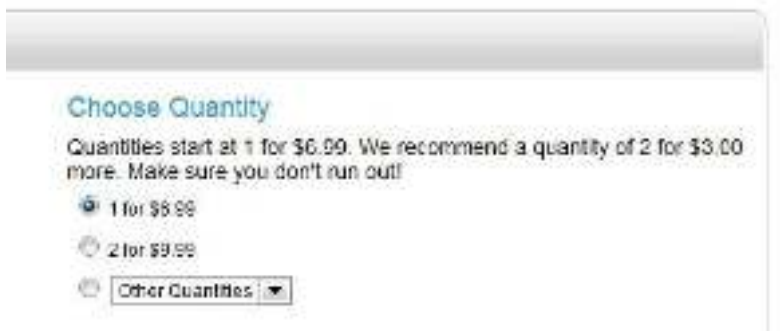 Choose Quantity
Quantities start at 1 for $6.99. We recommend a quantity of 2 for $3.00
more. Make sure you don't run out!
1 for $6.99
2 for $9.99
Other Quantities